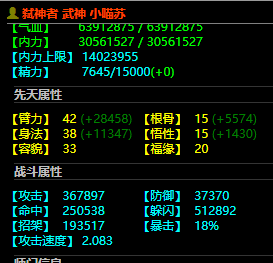 弑神者 武神 小喵苏
【气血】 63912875 / 63912875
【内力】 30561527 / 30561527
【内力上限】 14023955
【精力】 7645/15000(+0)
先天属性
【臂力】 42 (+28458) 【根骨】 15 (+5574)
【身法】 38 (+11347) 【悟性】 15 (+1430)
【容貌】 33 【福缘】 20
战斗属性
【攻击】 367897 【防御】 37370
【命中】 250538 【躲闪】 512892
【招架】 193517 【暴击】 18%
【攻击速度】 2.083
师门信息